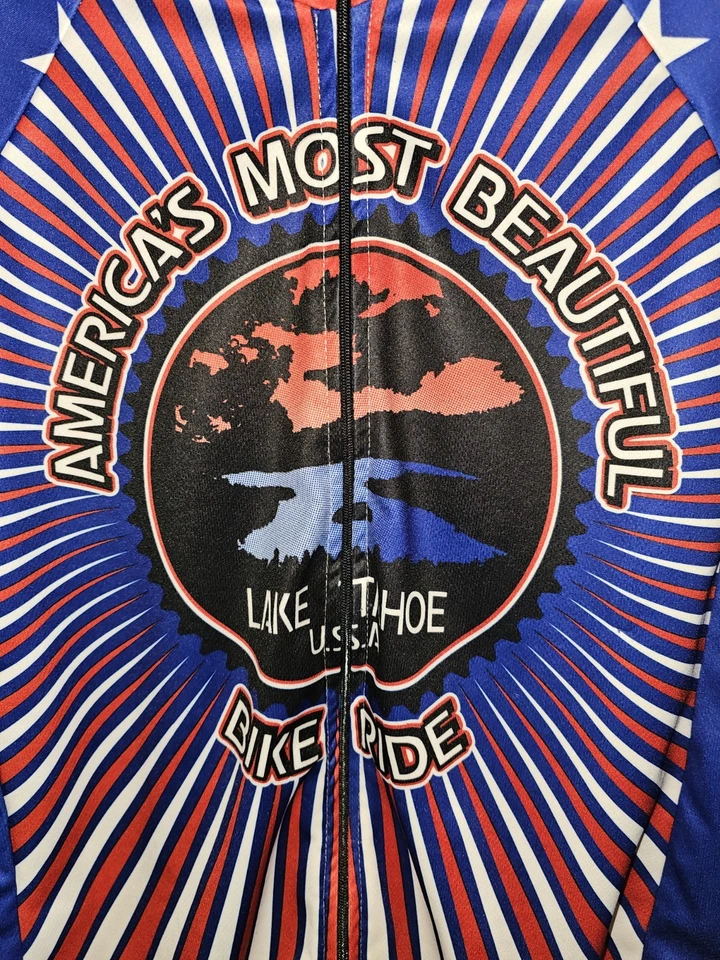 AMERICA'S MOST BEAUTIFUL
LAKE TAHOE
U.S.A
BIKE RIDE